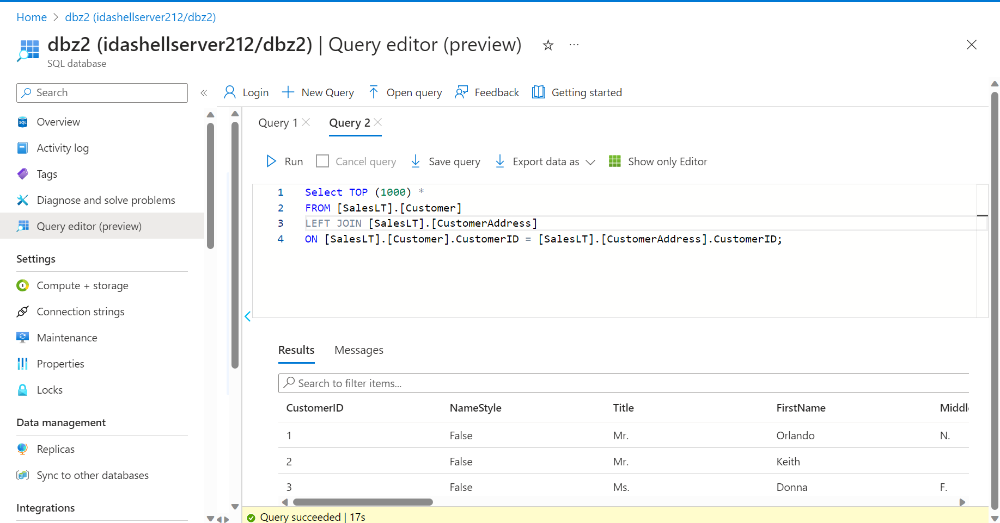 Home > dbz2 (idashellserver212/dbz2)
dbz2 (idashellserver212/dbz2) | Query editor (preview)
SQL database
Search
Login
New Query
Open query
Feedback
Getting started
Overview
Activity log
Tags
Diagnose and solve problems
Query editor (preview)
Settings
Compute + storage
Connection strings
Maintenance
Properties
Locks
Data management
Replicas
Sync to other databases
Integrations
Query 1
Query 2
Run
Cancel query
Save query
Export data as
Show only Editor
1 Select TOP (1000) *
2 FROM [SalesLT].[Customer]
3 LEFT JOIN [SalesLT].[CustomerAddress]
4 ON [SalesLT].[Customer].CustomerID = [SalesLT].[CustomerAddress].CustomerID;
Results
Messages
Search to filter items...
CustomerID NameStyle Title FirstName Middl
1 False Mr. Orlando N.
2 False Mr. Keith
3 False Ms. Donna F.
Query succeeded | 17s